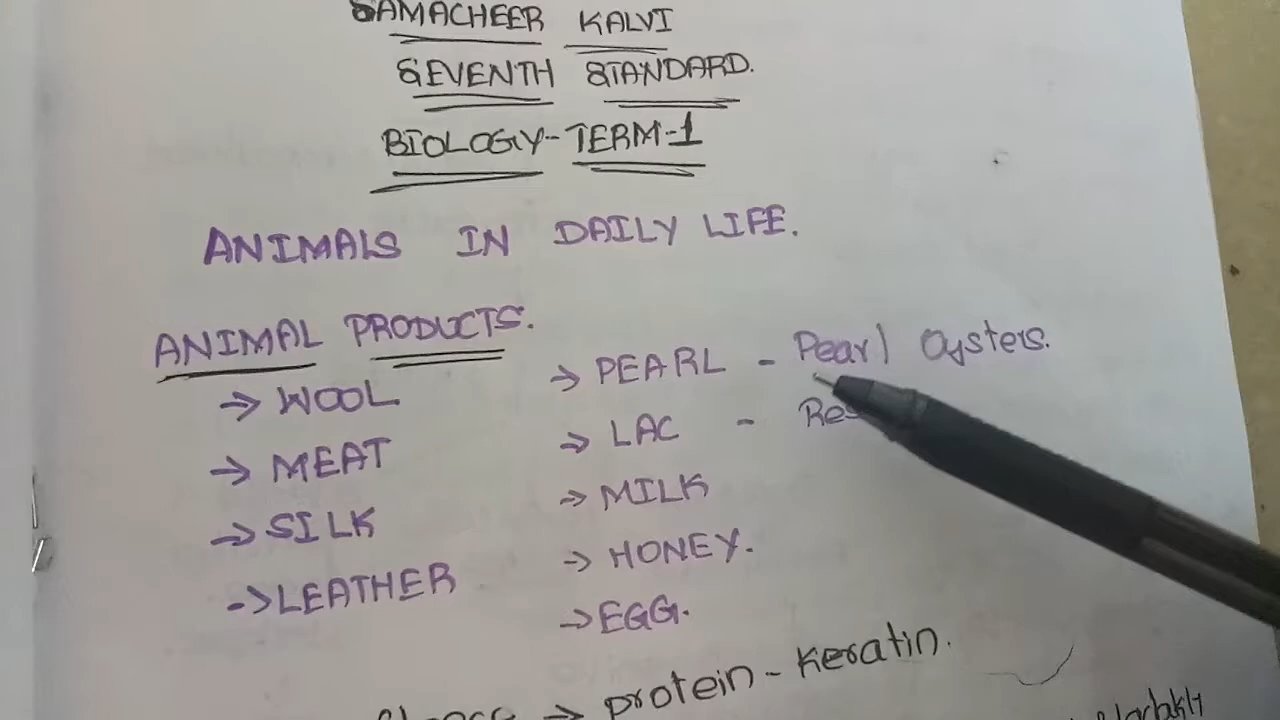 SAMACHEER KALVI
SEVENTH STANDARD.
BIOLOGY-TERM-1
ANIMALS IN DAILY LIFE.
ANIMAL PRODUCTS.
→ WOOL
→ MEAT
→ SILK
→ LEATHER
→ PEARL - Pearl Oysters.
→ LAC -
→ MILK
→ HONEY.
→ EGG.
→ protein - keratin.